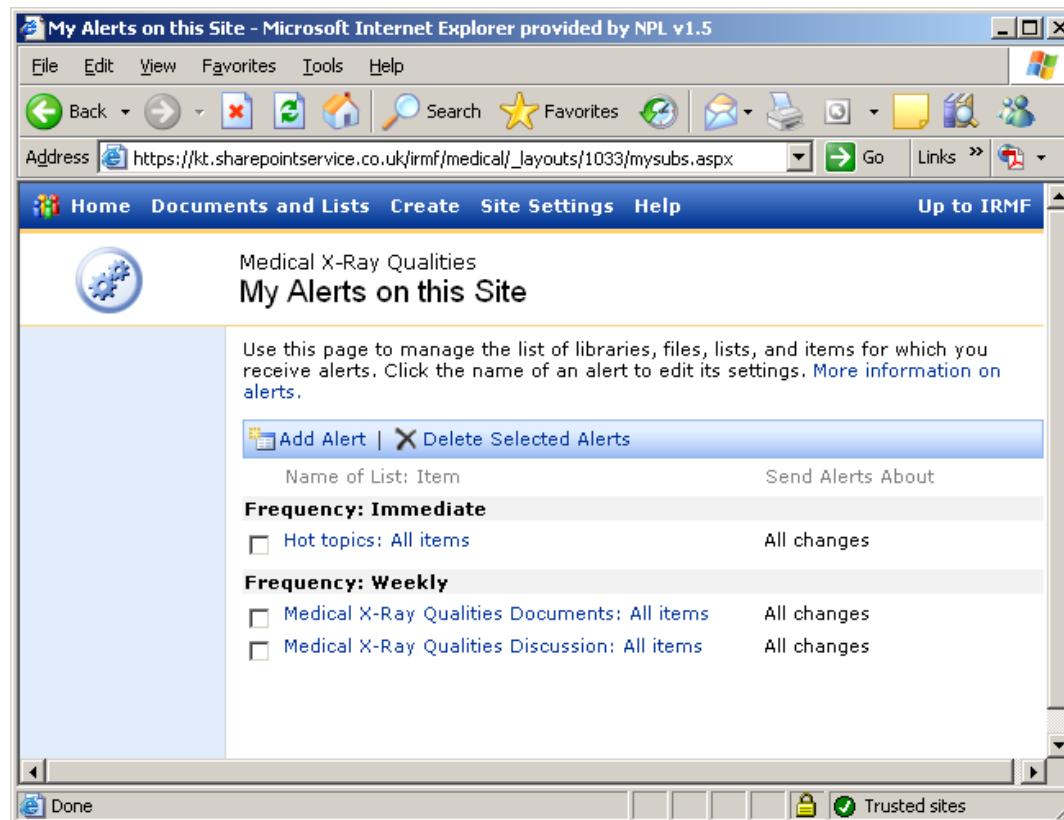 My Alerts on this Site - Microsoft Internet Explorer provided by NPL v1.5
File Edit View Favorites Tools Help
Back Search Favorites
Address https://kt.sharepointservice.co.uk/irmf/medical/_layouts/1033/mysubs.aspx Go Links »
Home Documents and Lists Create Site Settings Help Up to IRMF
Medical X-Ray Qualities
My Alerts on this Site
Use this page to manage the list of libraries, files, lists, and items for which you
receive alerts. Click the name of an alert to edit its settings. More information on
alerts.
Add Alert | Delete Selected Alerts
Name of List: Item Send Alerts About
Frequency: Immediate
Hot topics: All items All changes
Frequency: Weekly
Medical X-Ray Qualities Documents: All items All changes
Medical X-Ray Qualities Discussion: All items All changes
Done Trusted sites